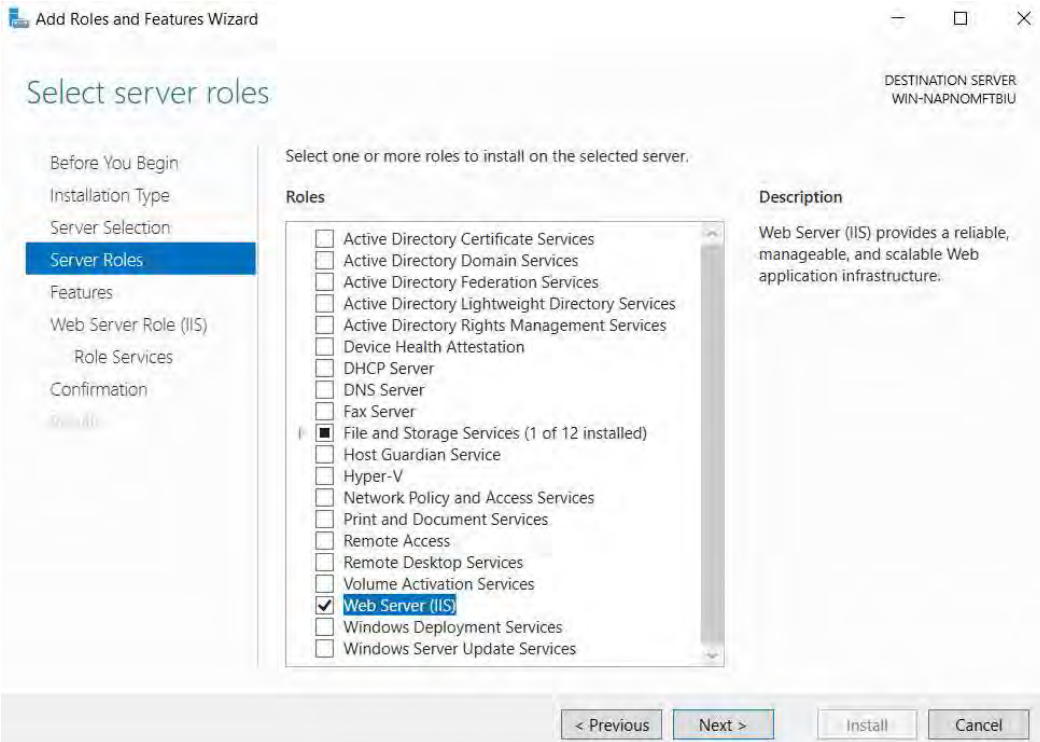 Add Roles and Features Wizard
Select server roles
DESTINATION SERVER
WIN-NAPNOMFTBIU
Before You Begin
Installation Type
Server Selection
Server Roles
Features
Web Server Role (IIS)
Role Services
Confirmation
Results
Select one or more roles to install on the selected server.
Roles
Active Directory Certificate Services
Active Directory Domain Services
Active Directory Federation Services
Active Directory Lightweight Directory Services
Active Directory Rights Management Services
Device Health Attestation
DHCP Server
DNS Server
Fax Server
File and Storage Services (1 of 12 installed)
Host Guardian Service
Hyper-V
Network Policy and Access Services
Print and Document Services
Remote Access
Remote Desktop Services
Volume Activation Services
Web Server (IIS)
Windows Deployment Services
Windows Server Update Services
Description
Web Server (IIS) provides a reliable,
manageable, and scalable Web
application infrastructure.
< Previous
Next >
Install
Cancel